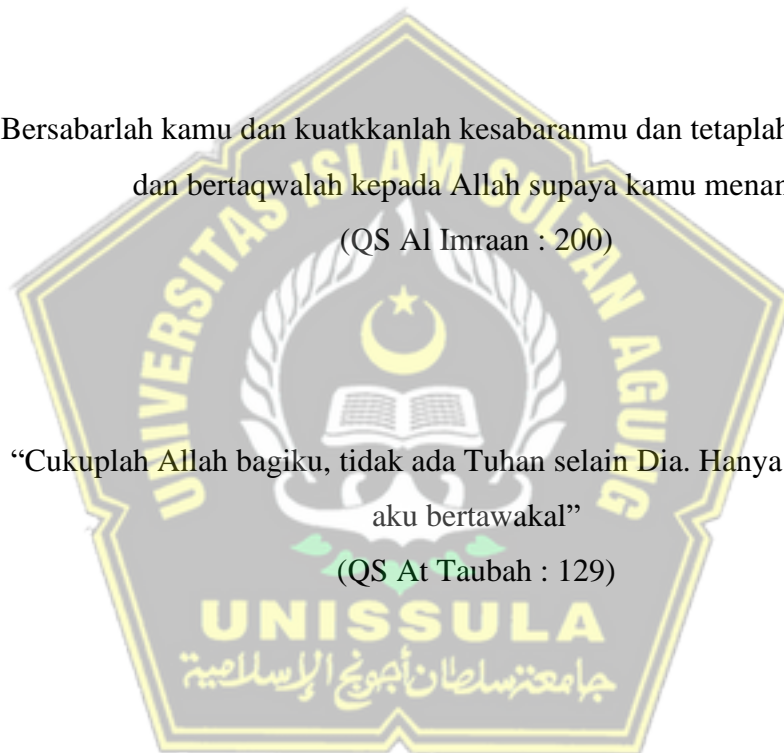 Bersabarlah kamu dan kuatkkanlah kesabaranmu dan tetaplah
dan bertaqwalah kepada Allah supaya kamu menan
(QS Al Imraan : 200)
“Cukuplah Allah bagiku, tidak ada Tuhan selain Dia. Hanya
aku bertawakal”
(QS At Taubah : 129)
UNIVERSITAS ISLAM SULTAN AGUNG
UNISSULA
جامعة سلطان أجونج الإسلامية